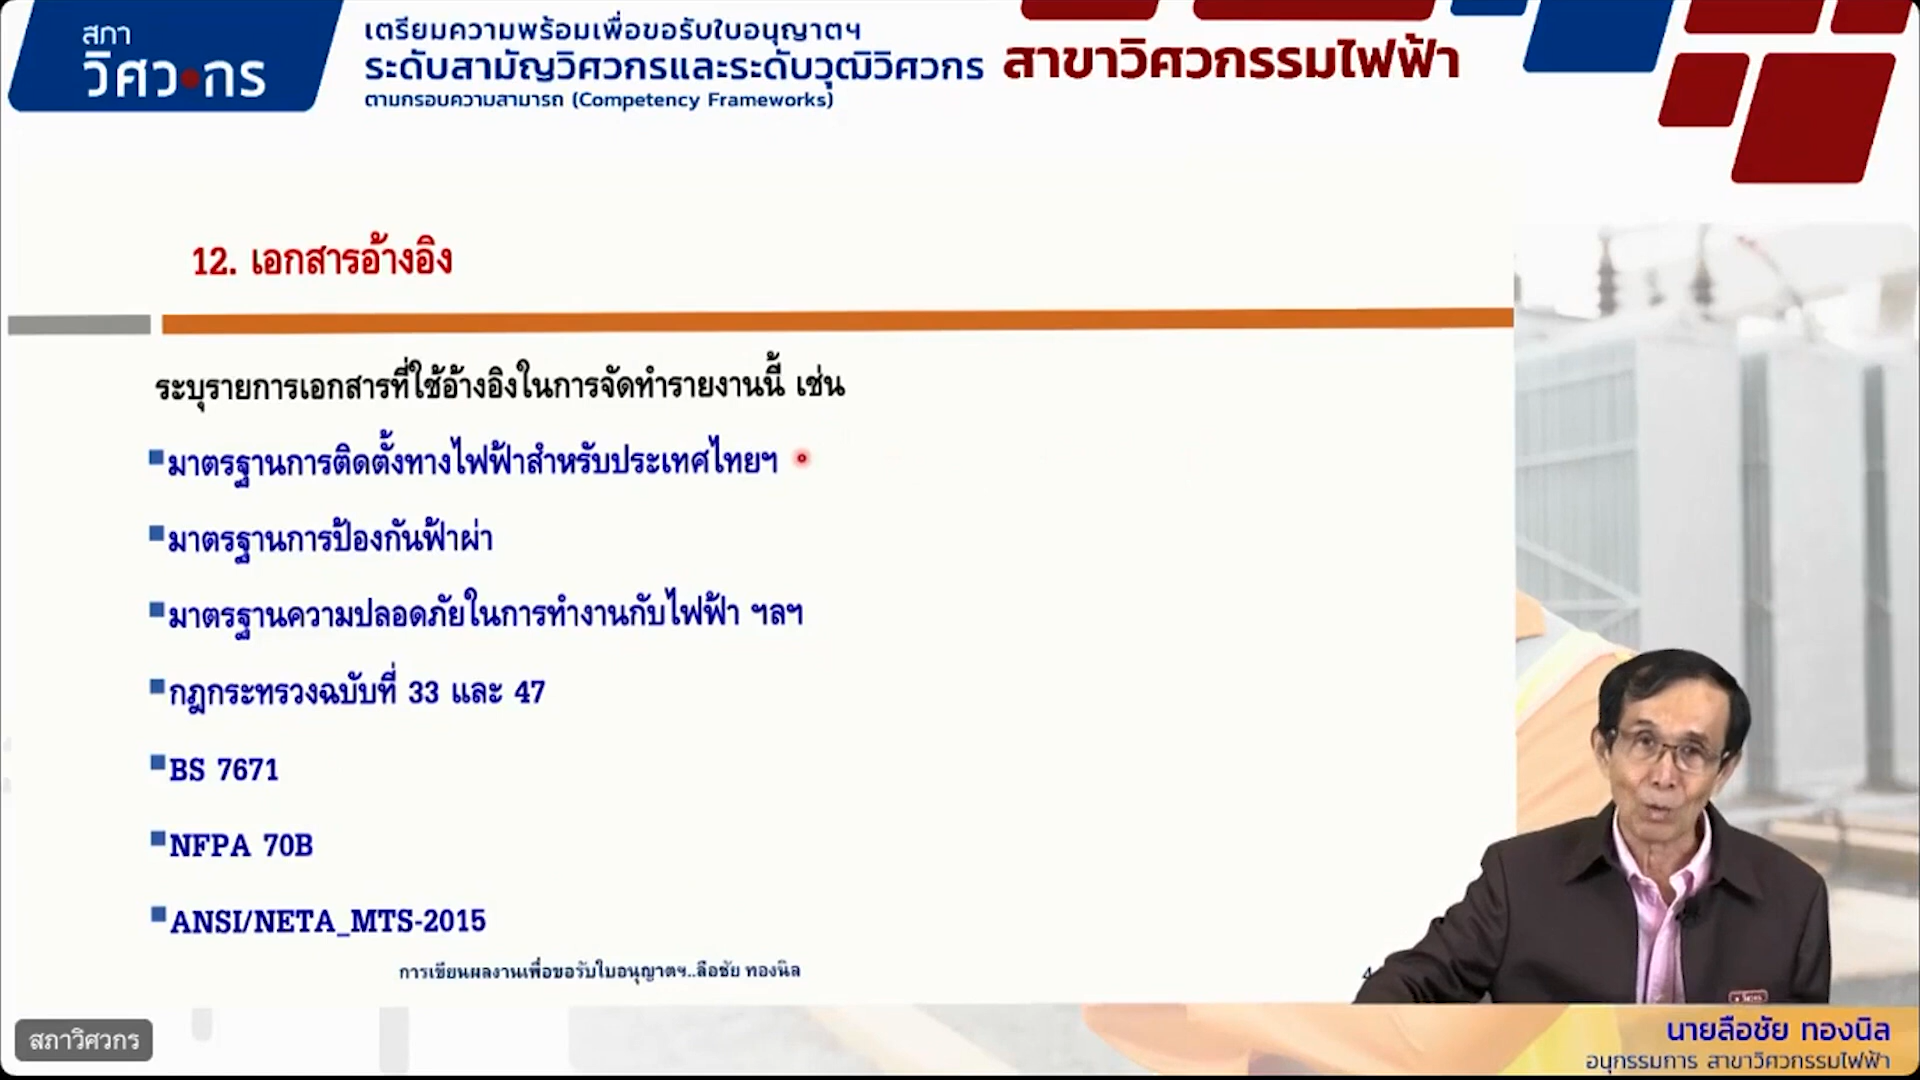 สภา
วิศวกร
เตรียมความพร้อมเพื่อขอรับใบอนุญาตฯ
ระดับสามัญวิศวกรและระดับวุฒิวิศวกร สาขาวิศวกรรมไฟฟ้า
ตามกรอบความสามารถ (Competency Frameworks)
12. เอกสารอ้างอิง
ระบุรายการเอกสารที่ใช้อ้างอิงในการจัดทำรายงานนี้ เช่น
มาตรฐานการติดตั้งทางไฟฟ้าสำหรับประเทศไทยฯ
มาตรฐานการป้องกันฟ้าผ่า
มาตรฐานความปลอดภัยในการทำงานกับไฟฟ้า ฯลฯ
กฎกระทรวงฉบับที่ 33 และ 47
BS 7671
NFPA 70B
ANSI/NETA_MTS-2015
การเขียนผลงานเพื่อขอรับใบอนุญาตฯ..ลือชัย ทองนิล
สภาวิศวกร
นายลือชัย ทองนิล
อนุกรรมการ สาขาวิศวกรรมไฟฟ้า